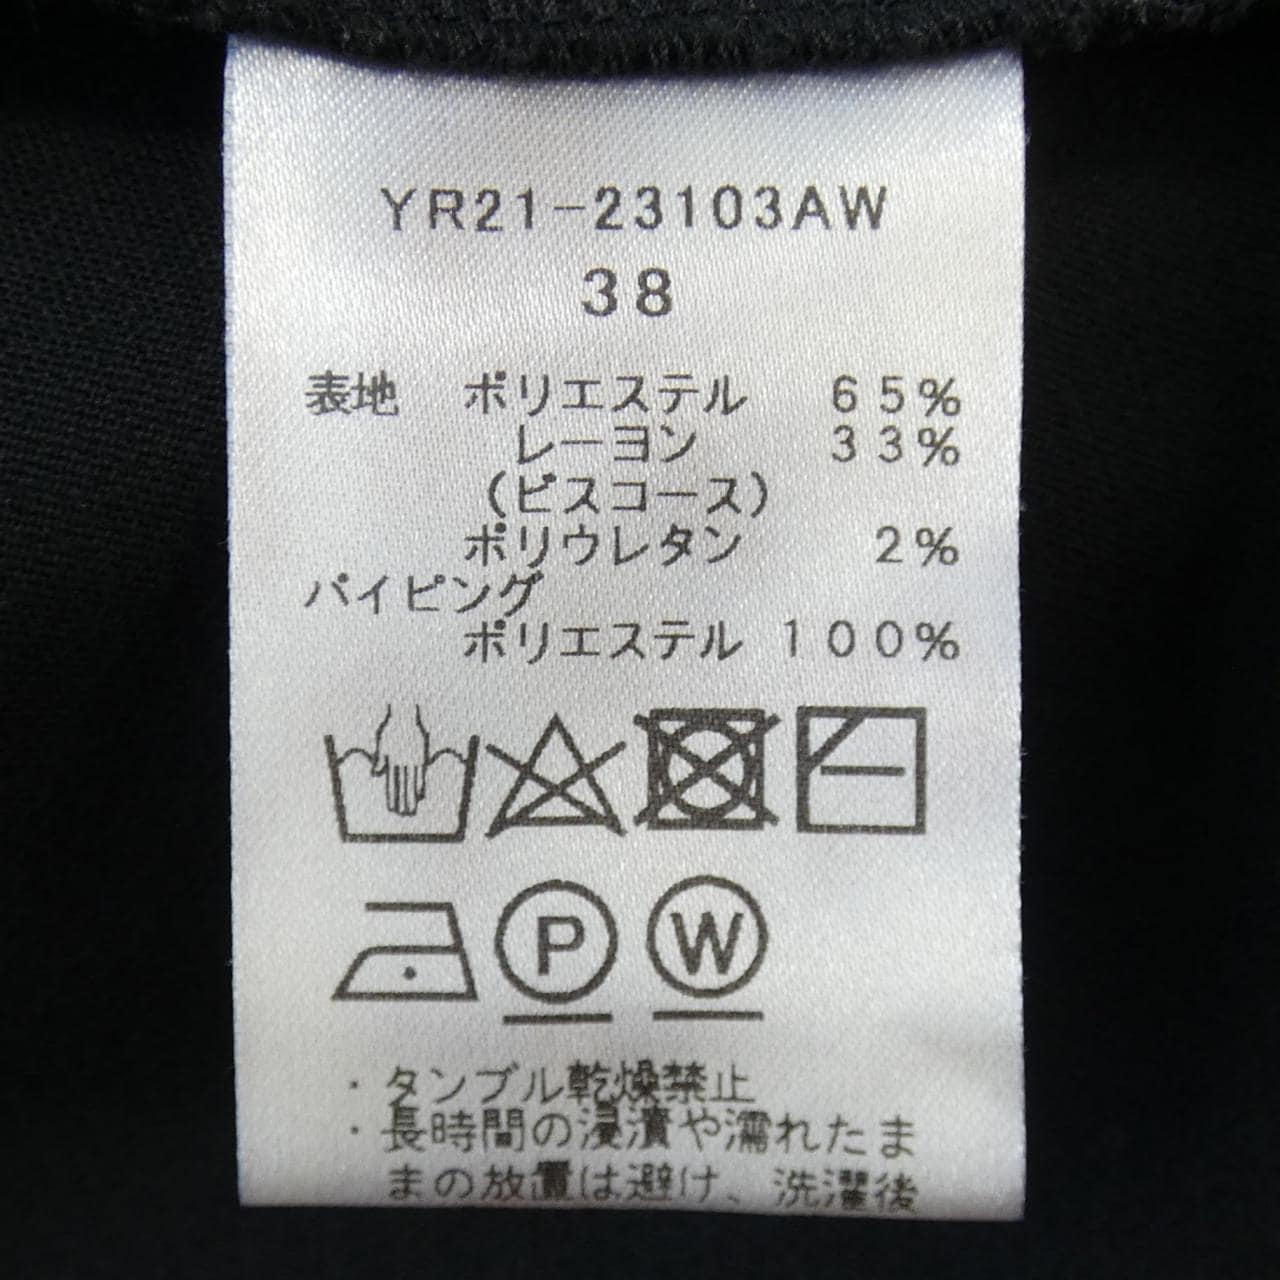 YR21-23103AW
38
表地 ポリエステル 65%
レーヨン 33%
(ビスコース)
ポリウレタン 2%
パイピング
ポリエステル 100%
P W
・タンブル乾燥禁止
・長時間の浸漬や濡れたま
まの放置は避け、洗濯後